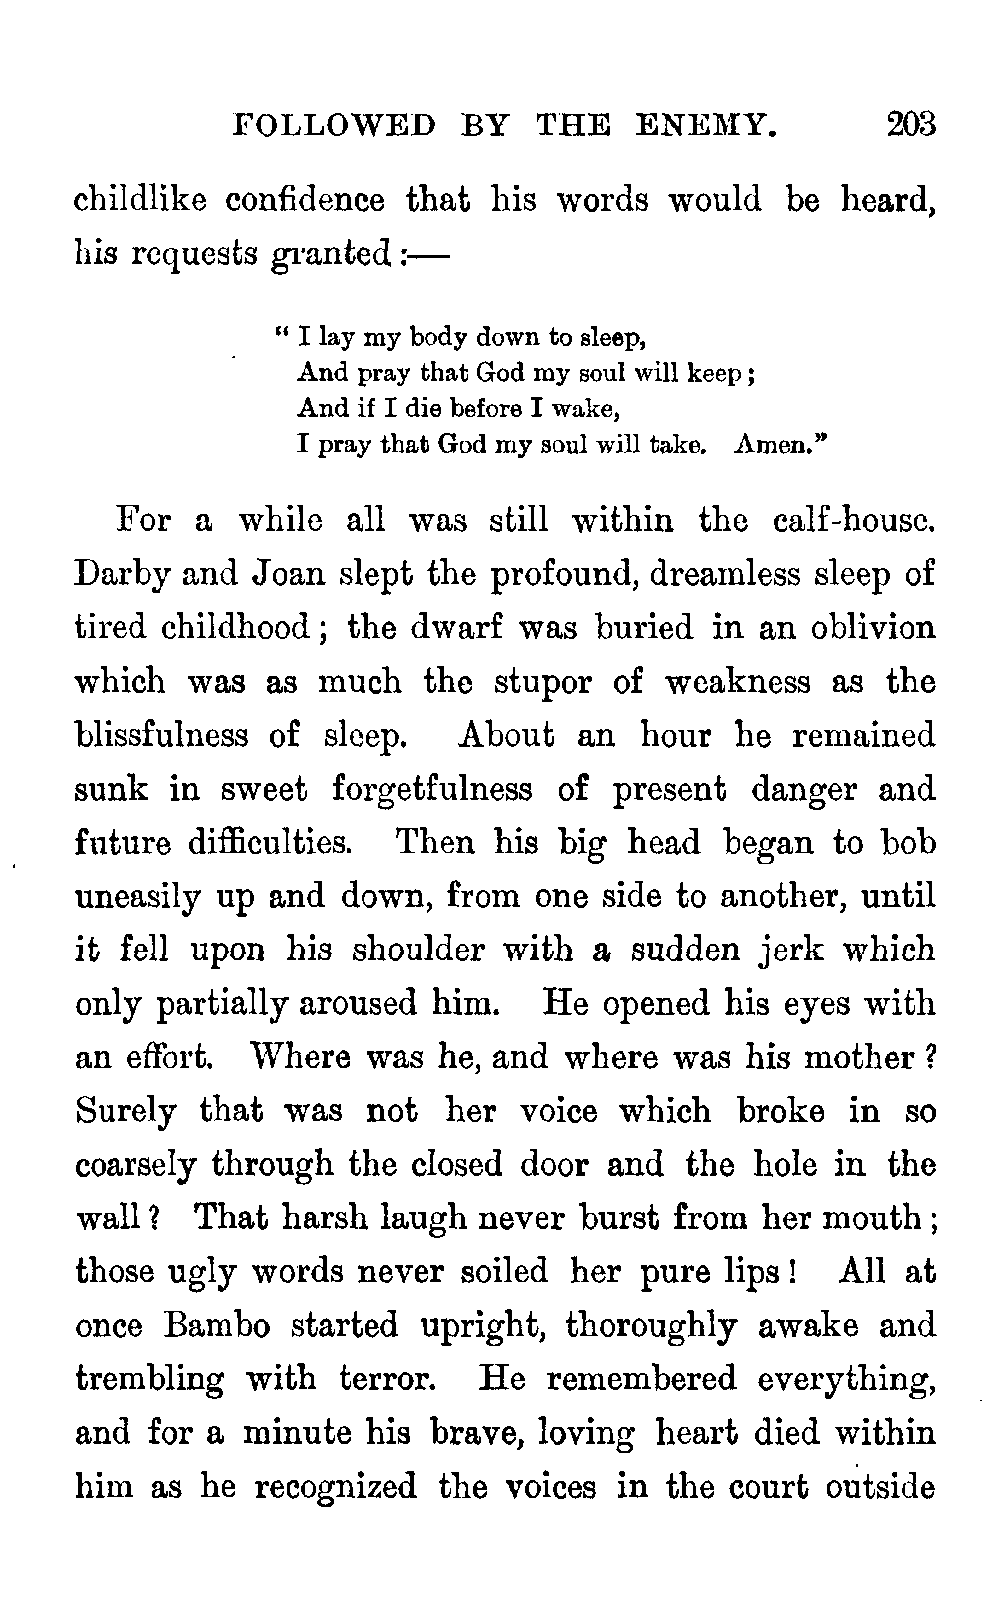 FOLLOWED BY THE ENEMY. 203
childlike confidence that his words would be heard,
his requests granted :—
“ I lay my body down to sleep,
And pray that God my soul will keep ;
And if I die before I wake,
I pray that God my soul will take. Amen.”
For a while all was still within the calf-house.
Darby and Joan slept the profound, dreamless sleep of
tired childhood ; the dwarf was buried in an oblivion
which was as much the stupor of weakness as the
blissfulness of sleep. About an hour he remained
sunk in sweet forgetfulness of present danger and
future difficulties. Then his big head began to bob
uneasily up and down, from one side to another, until
it fell upon his shoulder with a sudden jerk which
only partially aroused him. He opened his eyes with
an effort. Where was he, and where was his mother ?
Surely that was not her voice which broke in so
coarsely through the closed door and the hole in the
wall ? That harsh laugh never burst from her mouth ;
those ugly words never soiled her pure lips ! All at
once Bambo started upright, thoroughly awake and
trembling with terror. He remembered everything,
and for a minute his brave, loving heart died within
him as he recognized the voices in the court outside